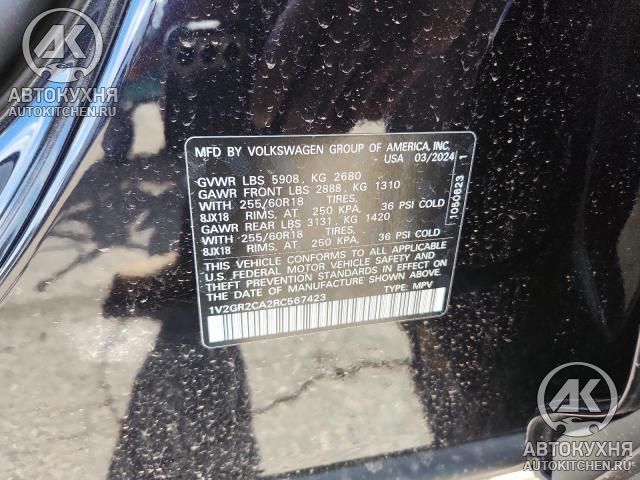 АК
АВТОКУХНЯ
AUTOKITCHEN.RU
MFD BY VOLKSWAGEN GROUP OF AMERICA, INC.
USA 03/2024
GVWR LBS 5908, KG 2680
GAWR FRONT LBS 2888, KG 1310
WITH 255/60R18 TIRES,
8JX18 RIMS, AT 250 KPA, 36 PSI COLD
GAWR REAR LBS 3131, KG 1420
WITH 255/60R18 TIRES,
8JX18 RIMS, AT 250 KPA, 36 PSI COLD
THIS VEHICLE CONFORMS TO ALL APPLICABLE
U.S. FEDERAL MOTOR VEHICLE SAFETY AND
THEFT PREVENTION STANDARDS IN EFFECT ON
THE DATE OF MANUFACTURE SHOWN ABOVE.
1V2GR2CA2RC567423 TYPE: MPV
1050623 1
АК
АВТОКУХНЯ
AUTOKITCHEN.RU